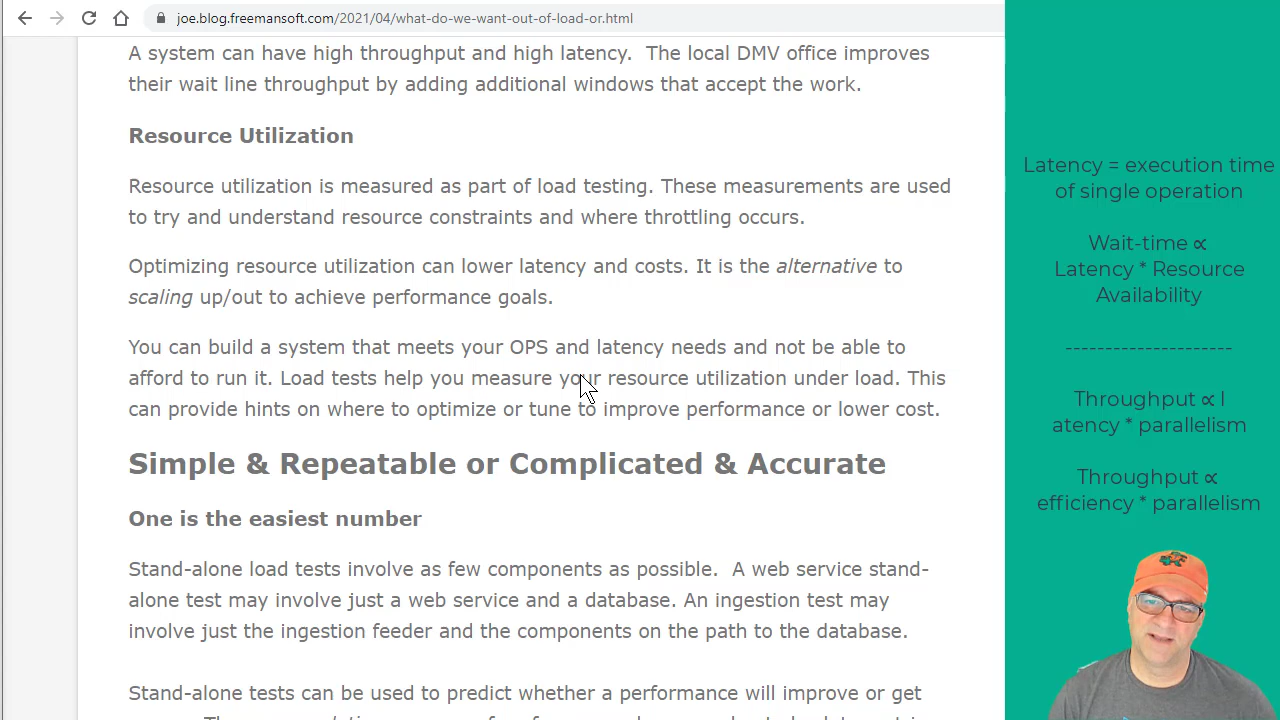 joe.blog.freemansoft.com/2021/04/what-do-we-want-out-of-load-or.html
A system can have high throughput and high latency.  The local DMV office improves
their wait line throughput by adding additional windows that accept the work.
Resource Utilization
Resource utilization is measured as part of load testing. These measurements are used
to try and understand resource constraints and where throttling occurs.
Optimizing resource utilization can lower latency and costs. It is the alternative to
scaling up/out to achieve performance goals.
You can build a system that meets your OPS and latency needs and not be able to
afford to run it. Load tests help you measure your resource utilization under load. This
can provide hints on where to optimize or tune to improve performance or lower cost.
Simple & Repeatable or Complicated & Accurate
One is the easiest number
Stand-alone load tests involve as few components as possible.  A web service stand-
alone test may involve just a web service and a database. An ingestion test may
involve just the ingestion feeder and the components on the path to the database.
Stand-alone tests can be used to predict whether a performance will improve or get
Latency = execution time
of single operation
Wait-time ∝
Latency * Resource
Availability
---------------------
Throughput ∝ l
atency * parallelism
Throughput ∝
efficiency * parallelism